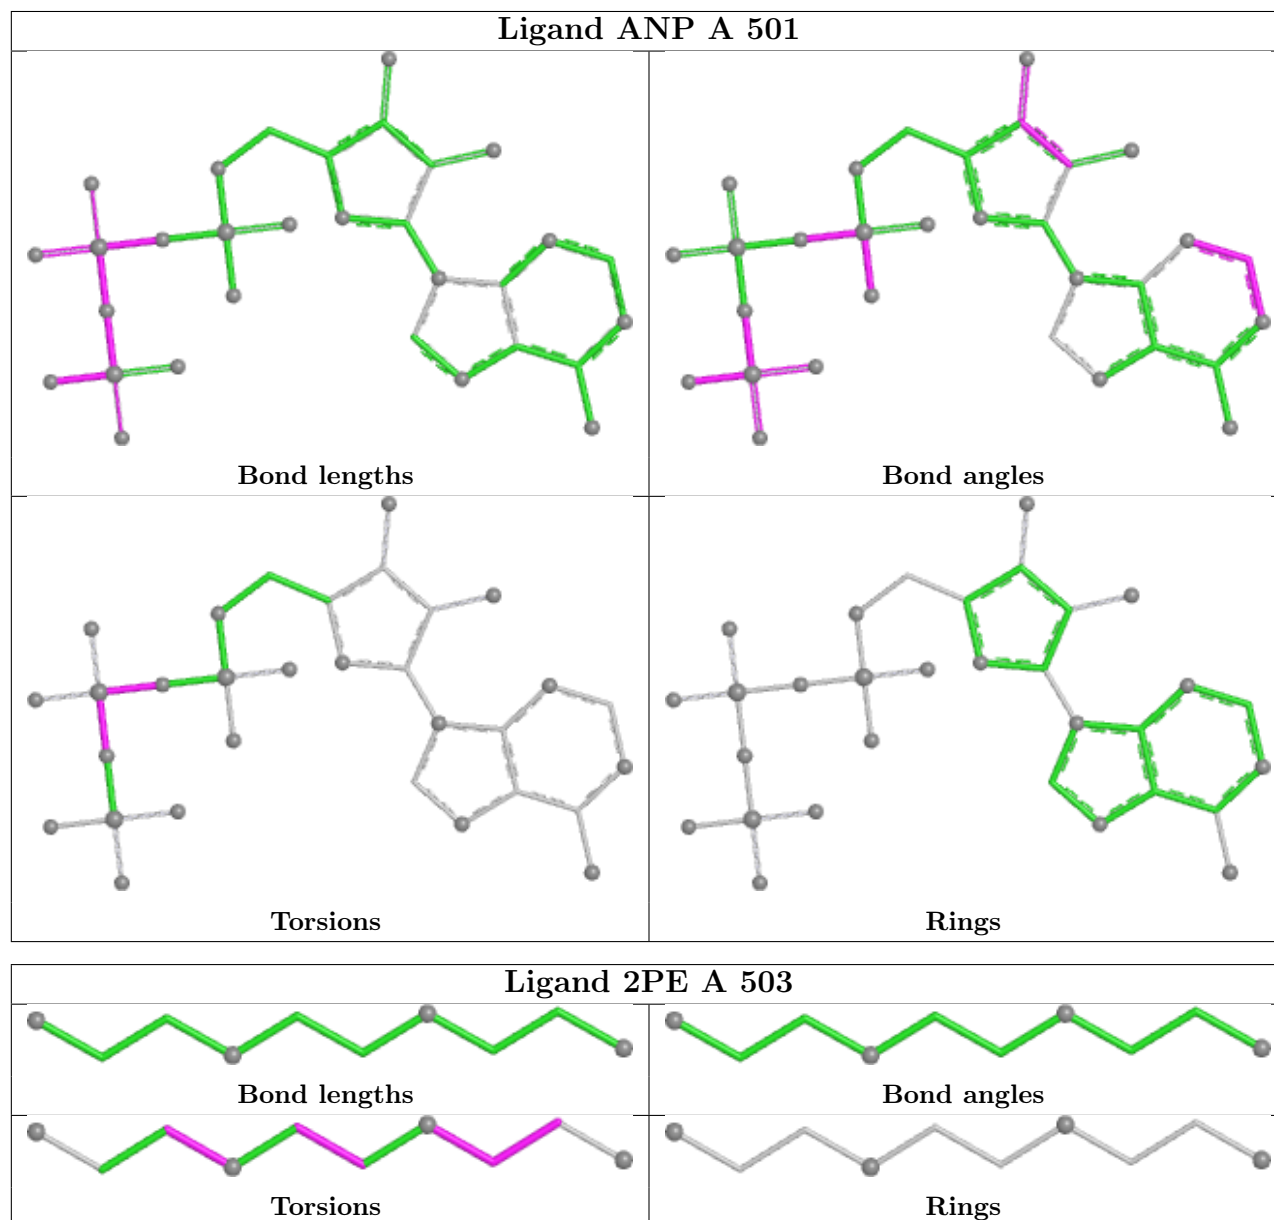 Ligand ANP A 501
Bond lengths
Bond angles
Torsions
Rings
Ligand 2PE A 503
Bond lengths
Bond angles
Torsions
Rings